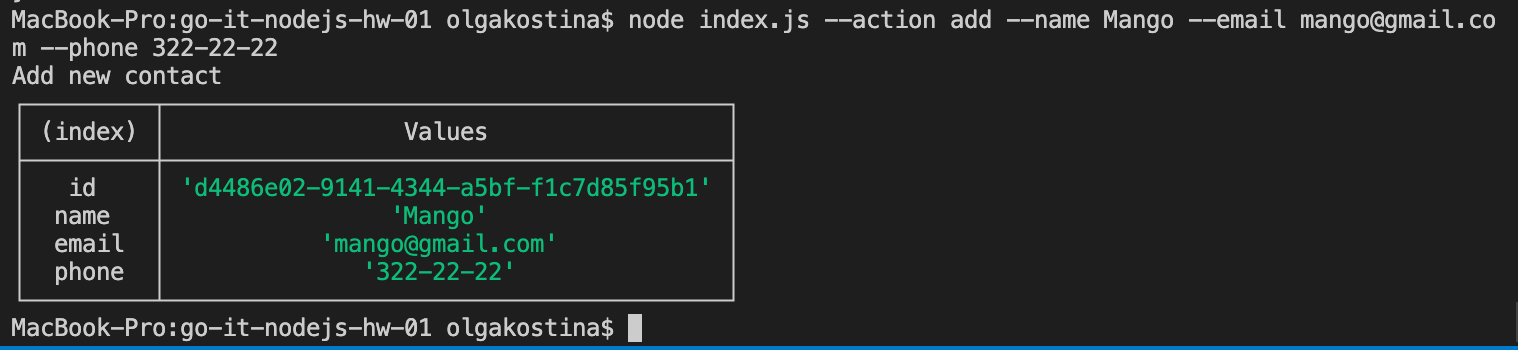 MacBook-Pro:go-it-nodejs-hw-01 olgakostina$ node index.js --action add --name Mango --email mango@gmail.co
m --phone 322-22-22
Add new contact
(index) Values
id 'd4486e02-9141-4344-a5bf-f1c7d85f95b1'
name 'Mango'
email 'mango@gmail.com'
phone '322-22-22'
MacBook-Pro:go-it-nodejs-hw-01 olgakostina$